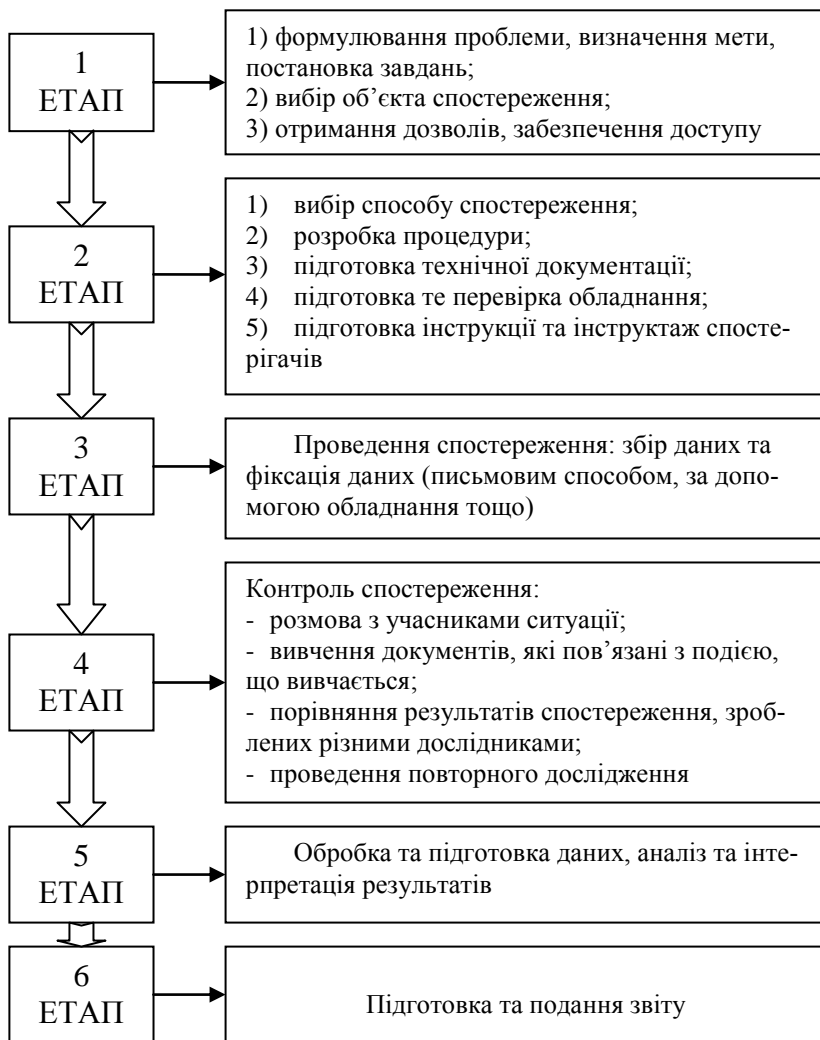 1
ЕТАП
1) формулювання проблеми, визначення мети,
постановка завдань;
2) вибір об’єкта спостереження;
3) отримання дозволів, забезпечення доступу
2
ЕТАП
1) вибір способу спостереження;
2) розробка процедури;
3) підготовка технічної документації;
4) підготовка те перевірка обладнання;
5) підготовка інструкції та інструктаж спосте-
рігачів
3
ЕТАП
Проведення спостереження: збір даних та
фіксація даних (письмовим способом, за допо-
могою обладнання тощо)
4
ЕТАП
Контроль спостереження:
- розмова з учасниками ситуації;
- вивчення документів, які пов’язані з подією,
що вивчається;
- порівняння результатів спостереження, зроб-
лених різними дослідниками;
- проведення повторного дослідження
5
ЕТАП
Обробка та підготовка даних, аналіз та інте-
рпретація результатів
6
ЕТАП
Підготовка та подання звіту